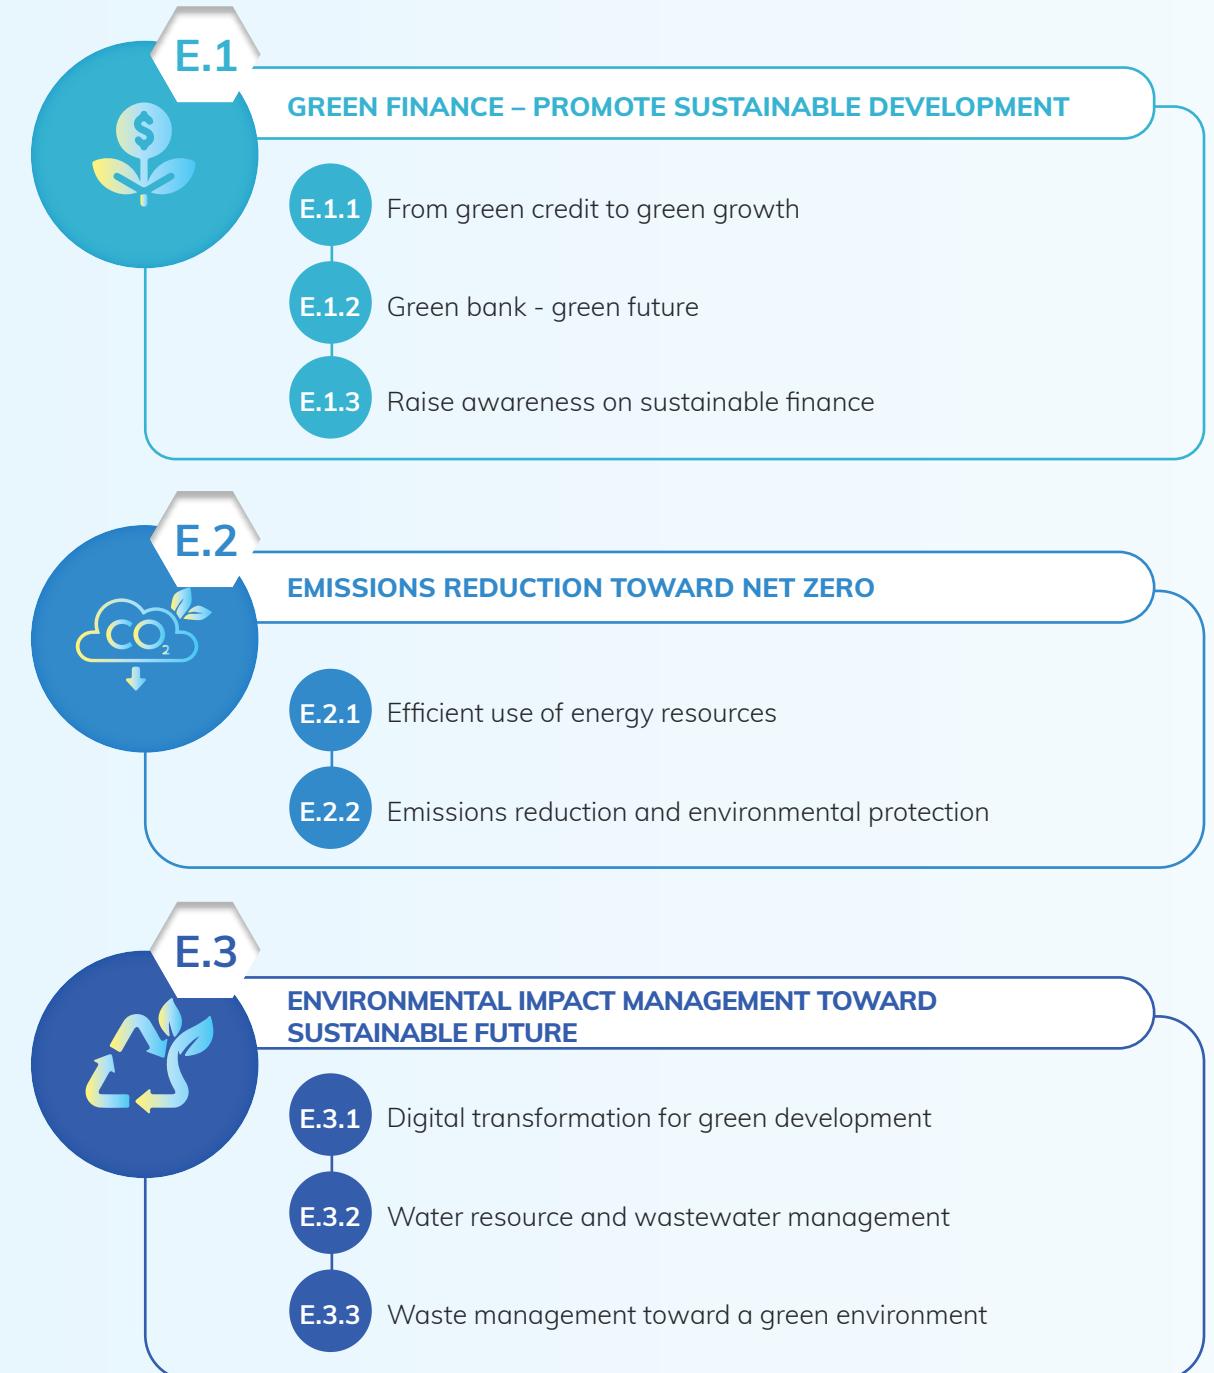 E.1
GREEN FINANCE – PROMOTE SUSTAINABLE DEVELOPMENT
E.1.1 From green credit to green growth
E.1.2 Green bank - green future
E.1.3 Raise awareness on sustainable finance
E.2
EMISSIONS REDUCTION TOWARD NET ZERO
CO2
E.2.1 Efficient use of energy resources
E.2.2 Emissions reduction and environmental protection
E.3
ENVIRONMENTAL IMPACT MANAGEMENT TOWARD
SUSTAINABLE FUTURE
E.3.1 Digital transformation for green development
E.3.2 Water resource and wastewater management
E.3.3 Waste management toward a green environment